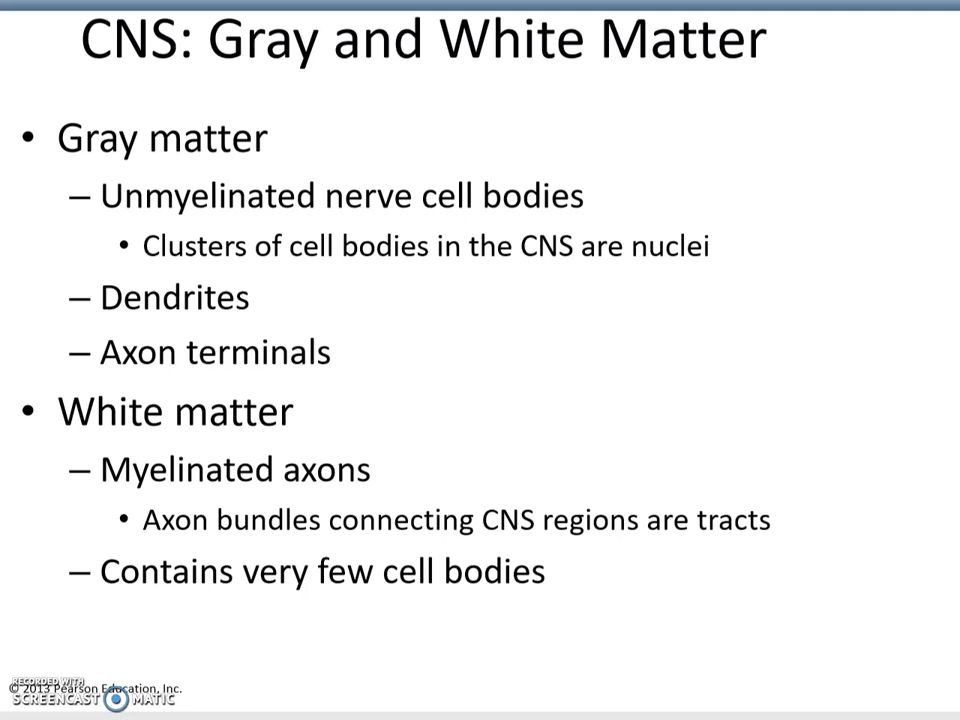 CNS: Gray and White Matter
• Gray matter
– Unmyelinated nerve cell bodies
• Clusters of cell bodies in the CNS are nuclei
– Dendrites
– Axon terminals
• White matter
– Myelinated axons
• Axon bundles connecting CNS regions are tracts
– Contains very few cell bodies
RECORDED WITH
© 2013 Pearson Education, Inc.
SCREENCAST MATIC